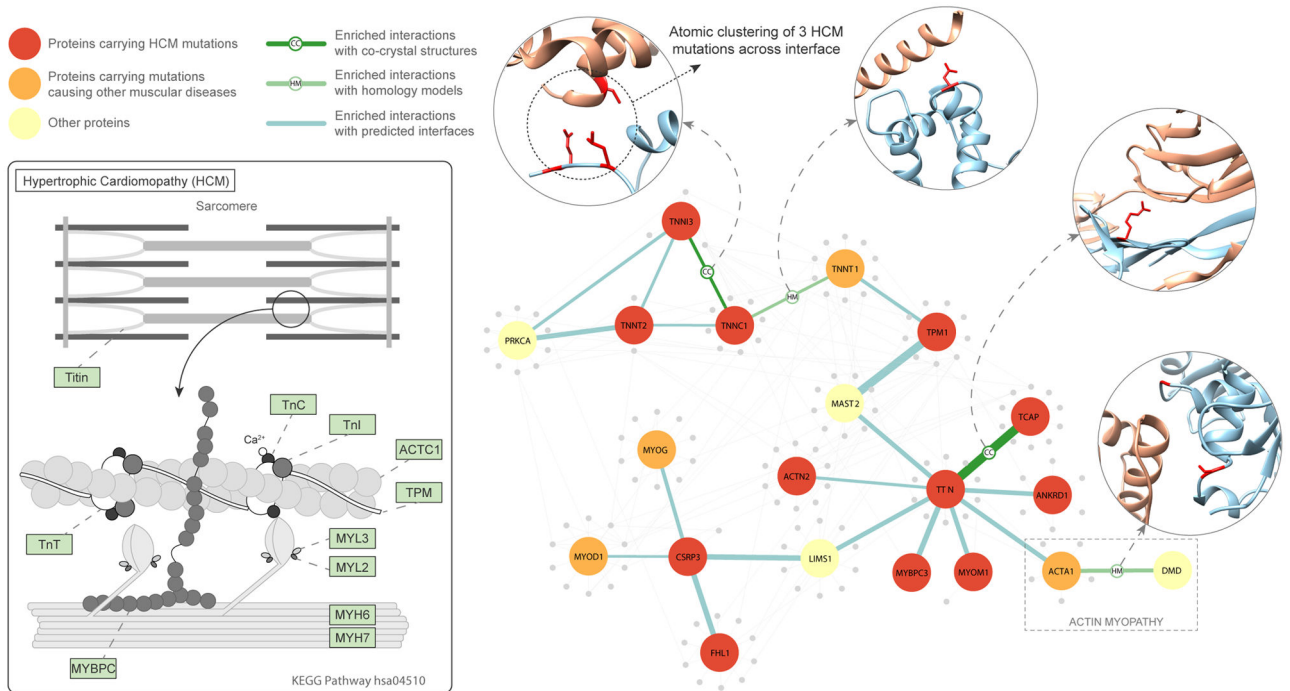 Proteins carrying HCM mutations
Proteins carrying mutations
causing other muscular diseases
Other proteins
CC
Enriched interactions
with co-crystal structures
HM
Enriched interactions
with homology models
Enriched interactions
with predicted interfaces
Atomic clustering of 3 HCM
mutations across interface
Hypertrophic Cardiomopathy (HCM)
Sarcomere
Titin
TnC
Ca²⁺
TnI
ACTC1
TPM
TnT
MYL3
MYL2
MYH6
MYH7
MYBPC
KEGG Pathway hsa04510
TNNI3
CC
TNNT1
HM
PRKCA
TNNT2
TNNC1
TPM1
MAST2
TCAP
CC
MYOG
ACTN2
TTN
ANKRD1
MYOD1
CSRP3
LIMS1
MYBPC3
MYOM1
ACTA1
HM
DMD
ACTIN MYOPATHY
FHL1